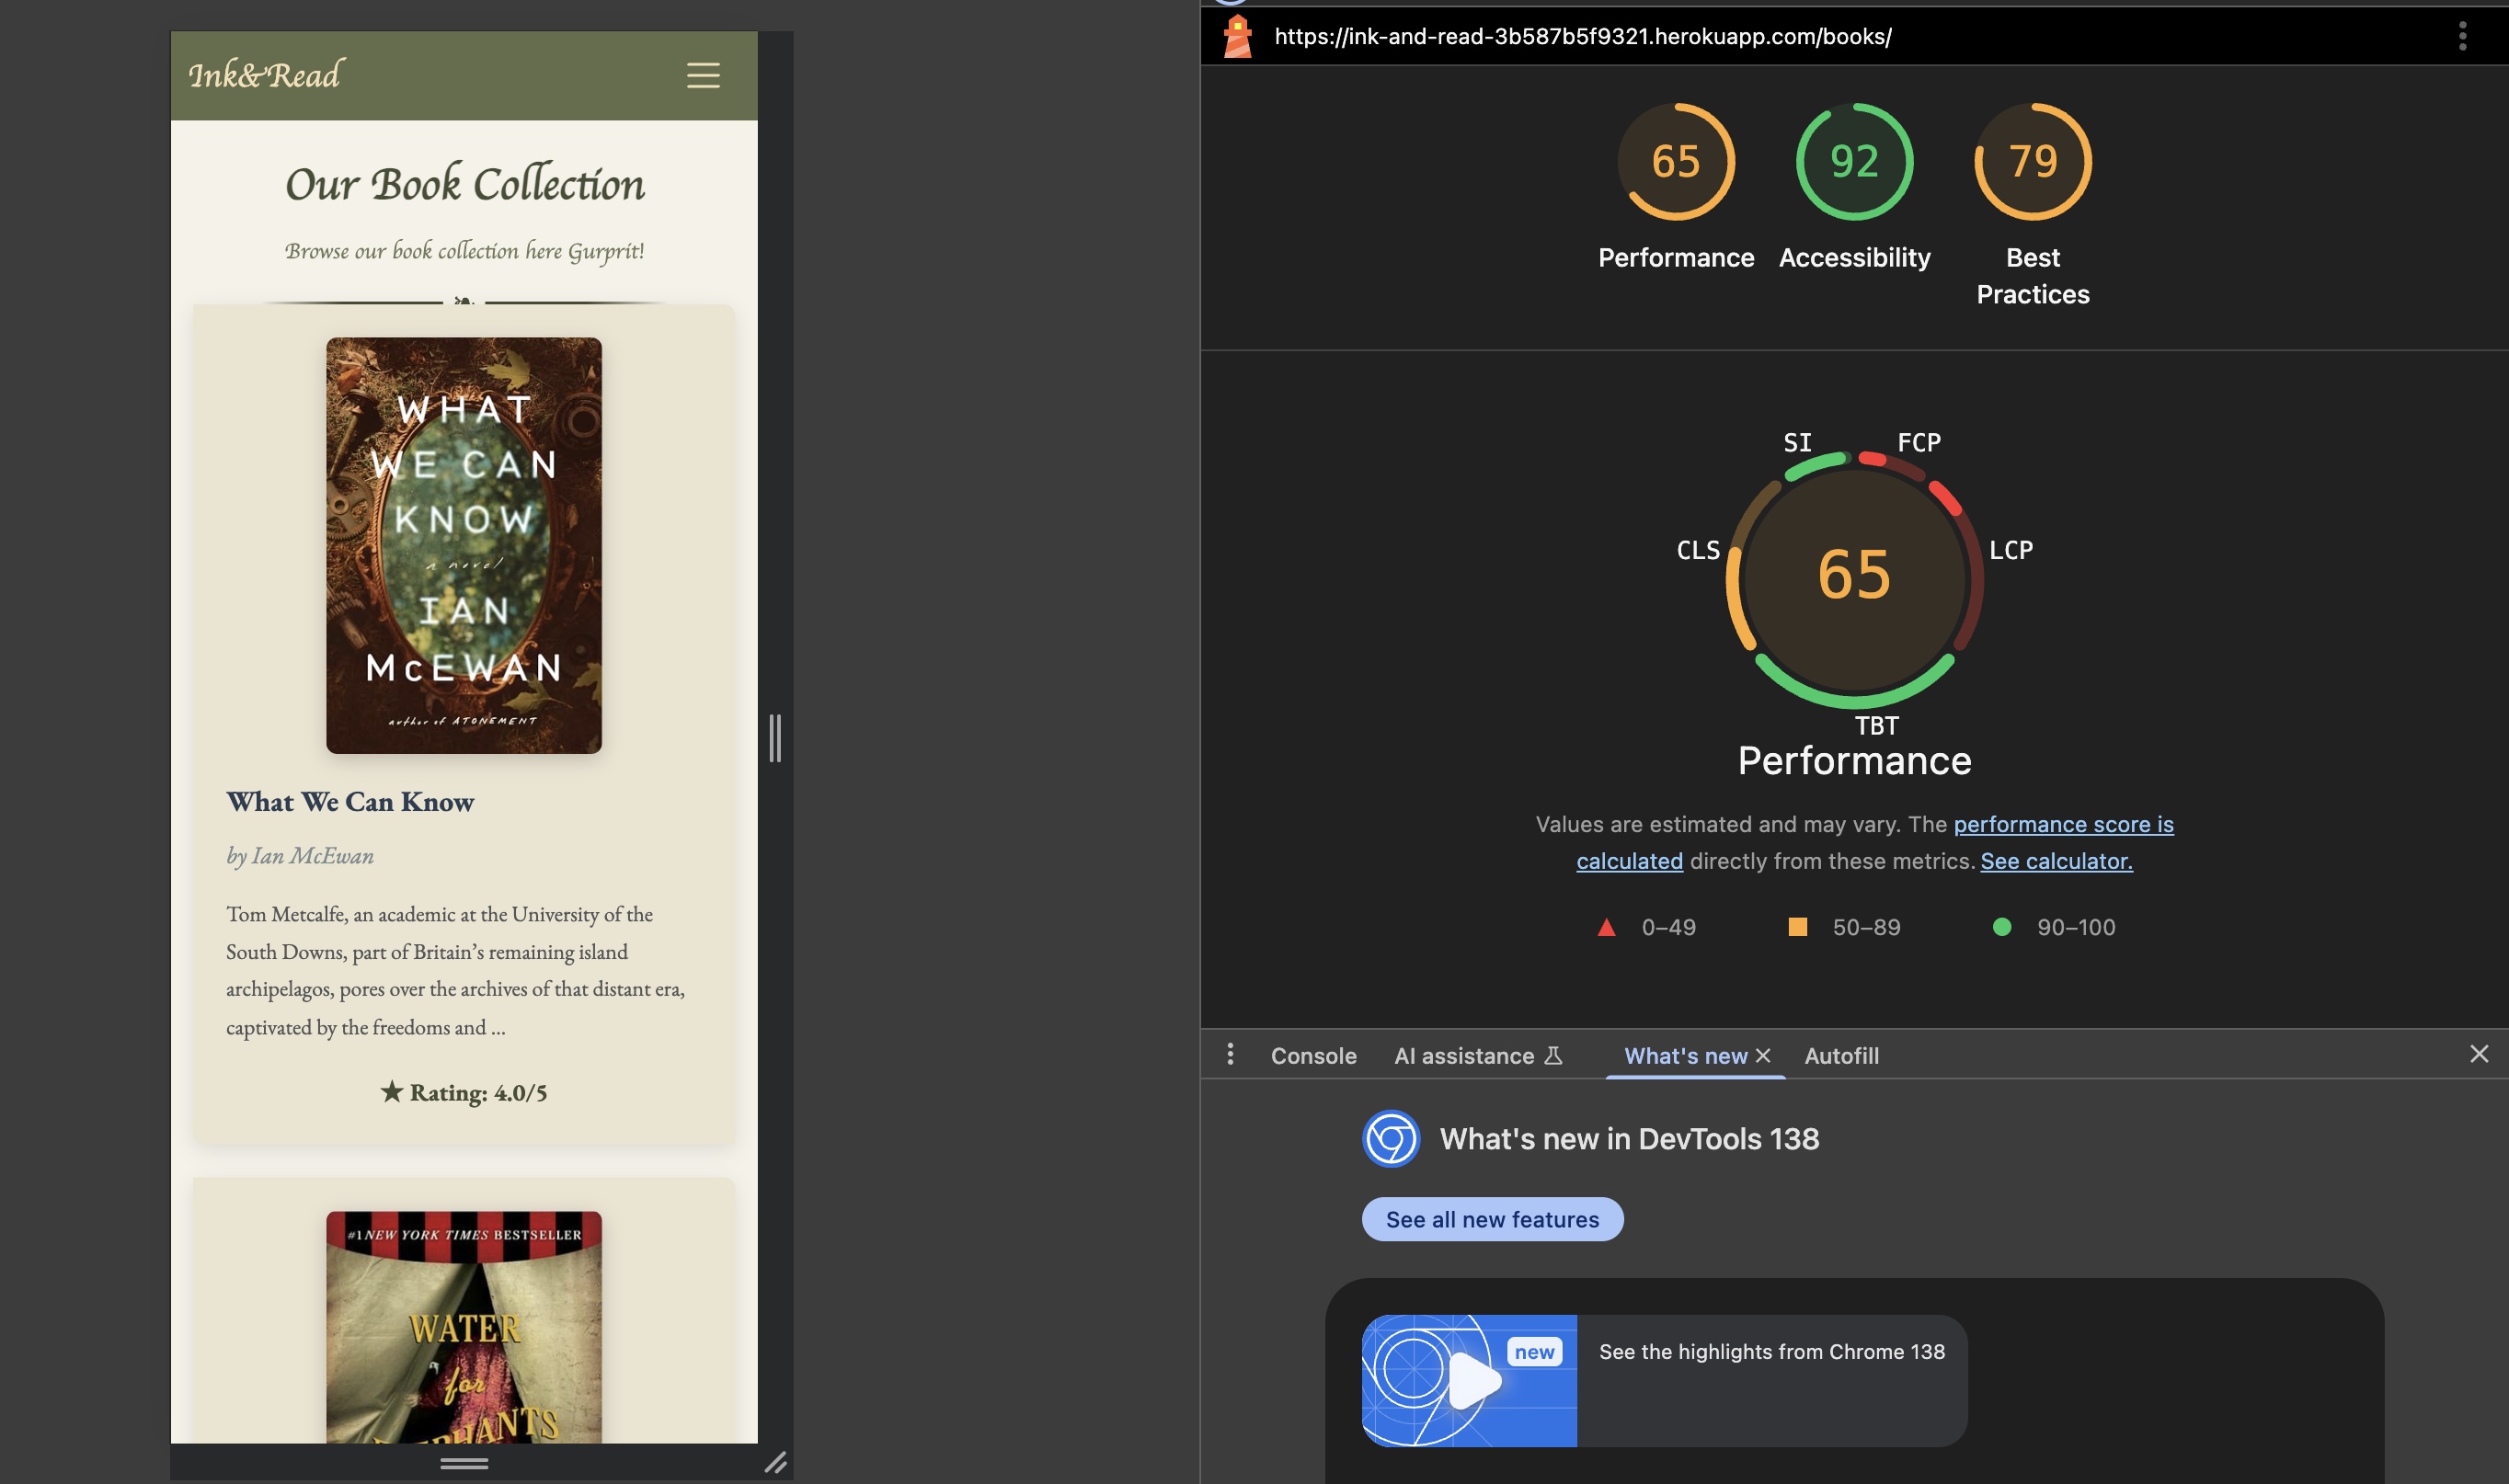 Ink&Read
Our Book Collection
Browse our book collection here Gurprit!
WHAT
WE CAN
KNOW
a novel
IAN
McEWAN
author of ATONEMENT
What We Can Know
by Ian McEwan
Tom Metcalfe, an academic at the University of the
South Downs, part of Britain’s remaining island
archipelagos, pores over the archives of that distant era,
captivated by the freedoms and ...
★ Rating: 4.0/5
#1 NEW YORK TIMES BESTSELLER
WATER
for
https://ink-and-read-3b587b5f9321.herokuapp.com/books/
65
92
79
Performance
Accessibility
Best
Practices
SI
FCP
CLS
LCP
65
TBT
Performance
Values are estimated and may vary. The performance score is
calculated directly from these metrics. See calculator.
0–49
50–89
90–100
Console
AI assistance
What's new
Autofill
What's new in DevTools 138
See all new features
new
See the highlights from Chrome 138